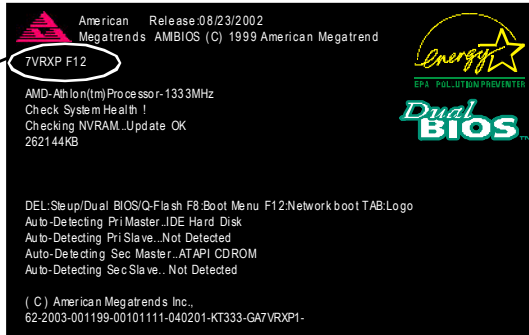 American Release:08/23/2002
Megatrends AMIBIOS (C) 1999 American Megatrend
7VRXP F12
energy
EPA POLLUTION PREVENTER
AMD-Athlon(tm)Processor-1333MHz
Check System Health !
Checking NVRAM...Update OK
262144KB
Dual
BIOS TM
DEL:Steup/Dual BIOS/Q-Flash F8:Boot Menu F12:Network boot TAB:Logo
Auto-Detecting Pri Master..IDE Hard Disk
Auto-Detecting Pri Slave...Not Detected
Auto-Detecting Sec Master..ATAPI CDROM
Auto-Detecting Sec Slave.. Not Detected
( C ) American Megatrends Inc.,
62-2003-001199-00101111-040201-KT333-GA7VRXP1-